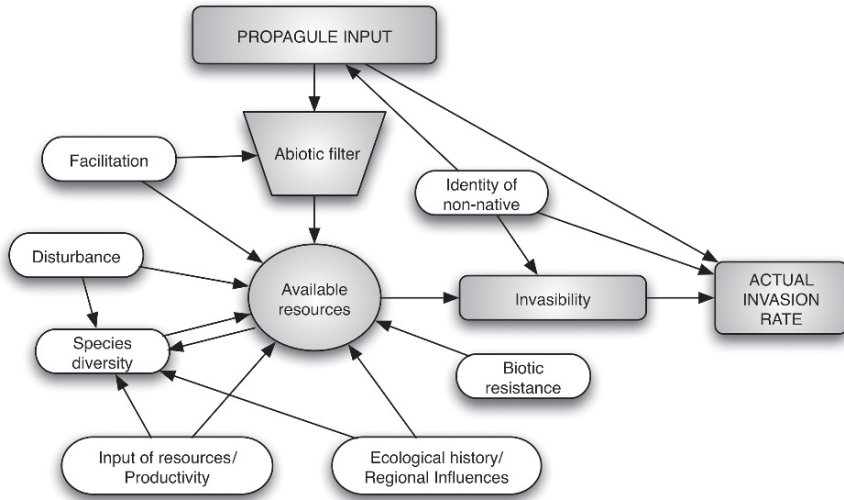 PROPAGULE INPUT
Abiotic filter
Facilitation
Identity of
non-native
Disturbance
Available
resources
Invasibility
ACTUAL
INVASION
RATE
Species
diversity
Biotic
resistance
Input of resources/
Productivity
Ecological history/
Regional Influences